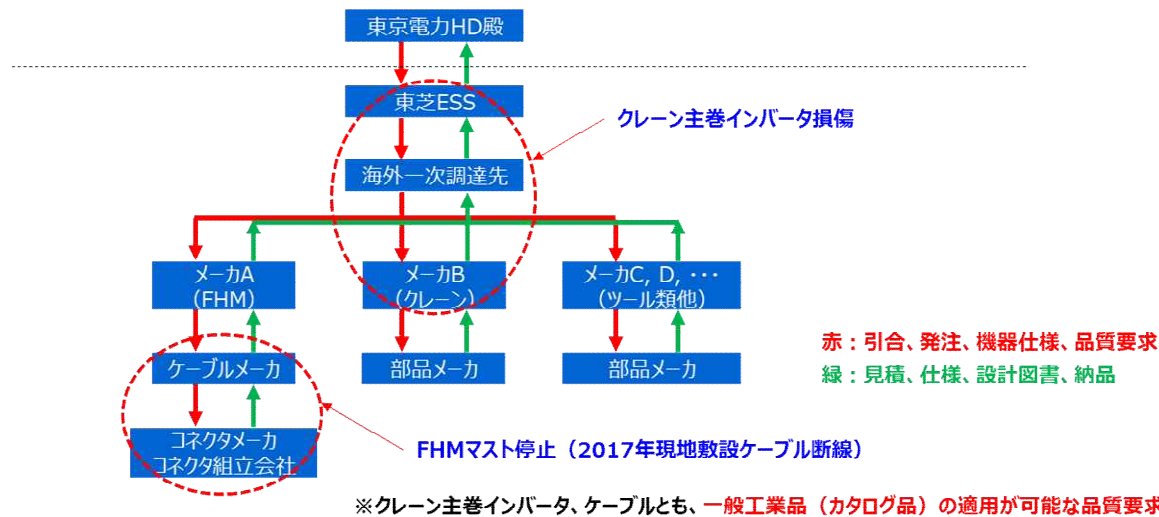 東京電力HD殿
東芝ESS
クレーン主巻インバータ損傷
海外一次調達先
メーカA
(FHM)
メーカB
(クレーン)
メーカC, D, ・・・
(ツール類他)
赤：引合、発注、機器仕様、品質要求
ケーブルメーカ
部品メーカ
部品メーカ
緑：見積、仕様、設計図書、納品
コネクタメーカ
コネクタ組立会社
FHMマスト停止（2017年現地敷設ケーブル断線）
※クレーン主巻インバータ、ケーブルとも、一般工業品（カタログ品）の適用が可能な品質要求